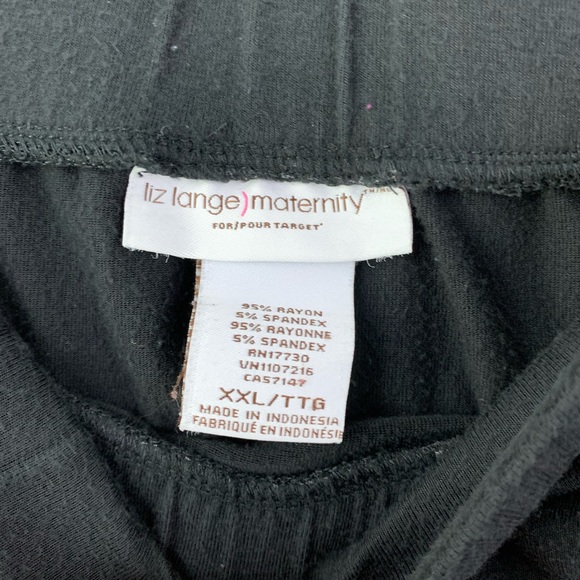 liz lange) maternity
FOR/POUR TARGET
95% RAYON
5% SPANDEX
95% RAYONNE
5% SPANDEX
RN17730
VN1107216
CA57147
XXL/TTG
MADE IN INDONESIA
FABRIQUÉ EN INDONÉSIE